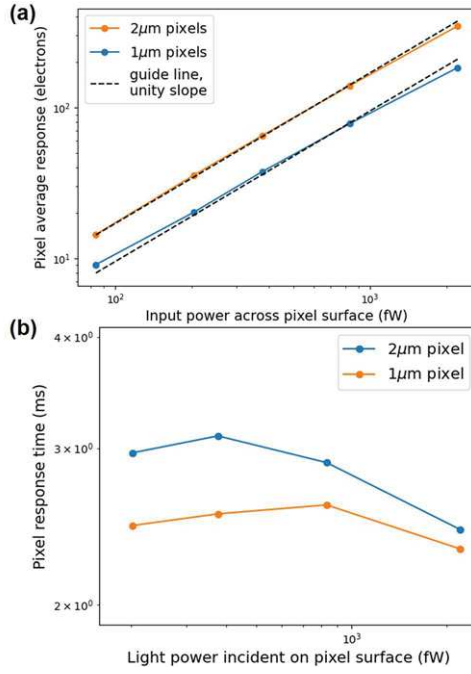 (a)
2μm pixels
1μm pixels
guide line,
unity slope
Pixel average response (electrons)
10²
10¹
10² 10³
Input power across pixel surface (fW)
(b)
2μm pixel
1μm pixel
Pixel response time (ms)
4 × 10⁰
3 × 10⁰
2 × 10⁰
10³
Light power incident on pixel surface (fW)